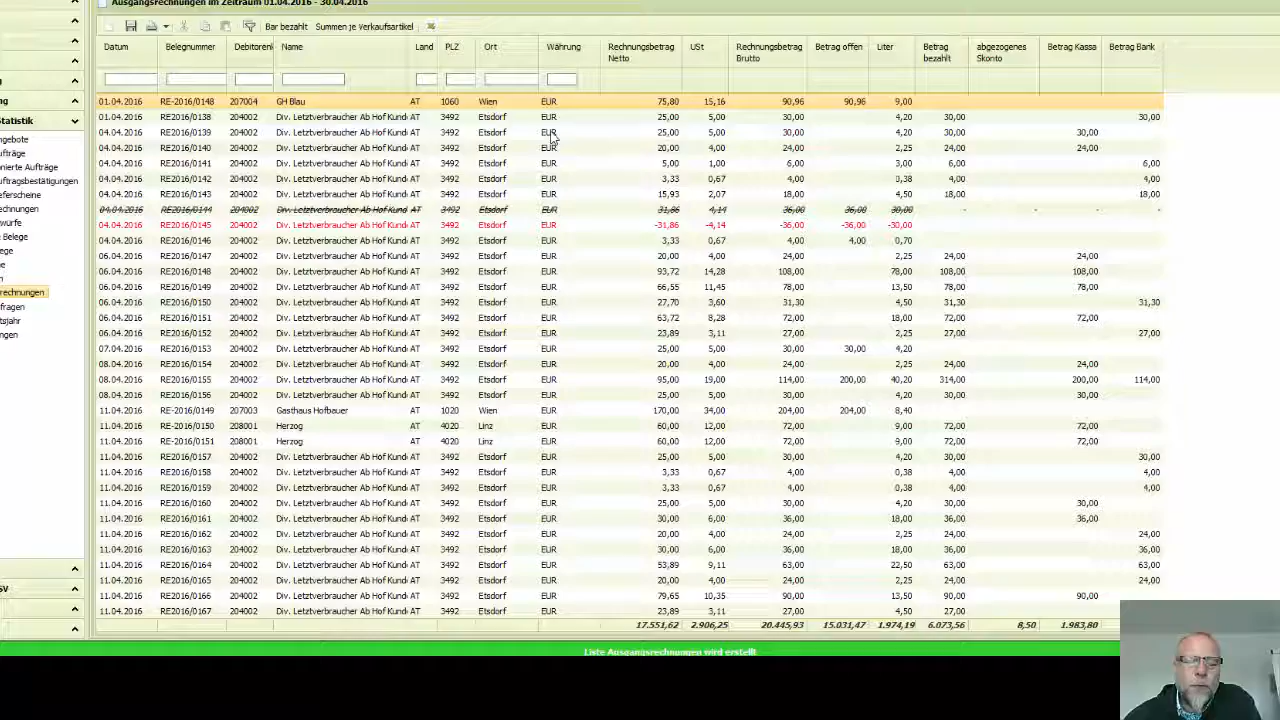 Ausgangsrechnungen im Zeitraum 01.04.2016 - 30.04.2016
Bar bezahlt Summen je Verkaufsartikel
Datum Belegnummer Name Land PLZ Ort Währung Rechnungsbetrag Netto USt Rechnungsbetrag Brutto Betrag offen Liter Betrag bezahlt abgezogenes Skonto Betrag Kassa Betrag Bank
01.04.2016 RE-2016/0148 207004 GH Blau AT 1060 Wien EUR 75,80 15,16 90,96 90,96 9,00
01.04.2016 RE2016/0138 204002 Div. Letztverbraucher Ab Hof Kund AT 3492 Etsdorf EUR 25,00 5,00 30,00 4,20 30,00 30,00
04.04.2016 RE2016/0139 204002 Div. Letztverbraucher Ab Hof Kund AT 3492 Etsdorf EUR 25,00 5,00 30,00 4,20 30,00 30,00
04.04.2016 RE2016/0140 204002 Div. Letztverbraucher Ab Hof Kund AT 3492 Etsdorf EUR 20,00 4,00 24,00 2,25 24,00 24,00
04.04.2016 RE2016/0141 204002 Div. Letztverbraucher Ab Hof Kund AT 3492 Etsdorf EUR 5,00 1,00 6,00 3,00 6,00 6,00
04.04.2016 RE2016/0142 204002 Div. Letztverbraucher Ab Hof Kund AT 3492 Etsdorf EUR 3,33 0,67 4,00 0,38 4,00 4,00
04.04.2016 RE2016/0143 204002 Div. Letztverbraucher Ab Hof Kund AT 3492 Etsdorf EUR 15,93 2,07 18,00 4,50 18,00 18,00
04.04.2016 RE2016/0144 204002 Div. Letztverbraucher Ab Hof Kund AT 3492 Etsdorf EUR 31,86 4,14 36,00 36,00 30,00 - - - -
04.04.2016 RE2016/0145 204002 Div. Letztverbraucher Ab Hof Kund AT 3492 Etsdorf EUR -31,86 -4,14 -36,00 -36,00 -30,00
04.04.2016 RE2016/0146 204002 Div. Letztverbraucher Ab Hof Kund AT 3492 Etsdorf EUR 3,33 0,67 4,00 4,00 0,70
06.04.2016 RE2016/0147 204002 Div. Letztverbraucher Ab Hof Kund AT 3492 Etsdorf EUR 20,00 4,00 24,00 2,25 24,00 24,00
06.04.2016 RE2016/0148 204002 Div. Letztverbraucher Ab Hof Kund AT 3492 Etsdorf EUR 93,72 14,28 108,00 78,00 108,00 108,00
06.04.2016 RE2016/0149 204002 Div. Letztverbraucher Ab Hof Kund AT 3492 Etsdorf EUR 66,55 11,45 78,00 13,50 78,00 78,00
06.04.2016 RE2016/0150 204002 Div. Letztverbraucher Ab Hof Kund AT 3492 Etsdorf EUR 27,70 3,60 31,30 4,50 31,30 31,30
06.04.2016 RE2016/0151 204002 Div. Letztverbraucher Ab Hof Kund AT 3492 Etsdorf EUR 63,72 8,28 72,00 18,00 72,00 72,00
06.04.2016 RE2016/0152 204002 Div. Letztverbraucher Ab Hof Kund AT 3492 Etsdorf EUR 23,89 3,11 27,00 2,25 27,00 27,00
07.04.2016 RE2016/0153 204002 Div. Letztverbraucher Ab Hof Kund AT 3492 Etsdorf EUR 25,00 5,00 30,00 30,00 4,20
08.04.2016 RE2016/0154 204002 Div. Letztverbraucher Ab Hof Kund AT 3492 Etsdorf EUR 20,00 4,00 24,00 2,25 24,00 24,00
08.04.2016 RE2016/0155 204002 Div. Letztverbraucher Ab Hof Kund AT 3492 Etsdorf EUR 95,00 19,00 114,00 200,00 40,20 314,00 200,00 114,00
08.04.2016 RE2016/0156 204002 Div. Letztverbraucher Ab Hof Kund AT 3492 Etsdorf EUR 25,00 5,00 30,00 4,20 30,00 30,00
11.04.2016 RE-2016/0149 207003 Gasthaus Hofbauer AT 1020 Wien EUR 170,00 34,00 204,00 204,00 8,40
11.04.2016 RE-2016/0150 208001 Herzog AT 4020 Linz EUR 60,00 12,00 72,00 9,00 72,00 72,00
11.04.2016 RE-2016/0151 208001 Herzog AT 4020 Linz EUR 60,00 12,00 72,00 9,00 72,00 72,00
11.04.2016 RE2016/0157 204002 Div. Letztverbraucher Ab Hof Kund AT 3492 Etsdorf EUR 25,00 5,00 30,00 4,20 30,00 30,00
11.04.2016 RE2016/0158 204002 Div. Letztverbraucher Ab Hof Kund AT 3492 Etsdorf EUR 3,33 0,67 4,00 0,38 4,00 4,00
11.04.2016 RE2016/0159 204002 Div. Letztverbraucher Ab Hof Kund AT 3492 Etsdorf EUR 3,33 0,67 4,00 0,38 4,00 4,00
11.04.2016 RE2016/0160 204002 Div. Letztverbraucher Ab Hof Kund AT 3492 Etsdorf EUR 25,00 5,00 30,00 4,20 30,00 30,00
11.04.2016 RE2016/0161 204002 Div. Letztverbraucher Ab Hof Kund AT 3492 Etsdorf EUR 30,00 6,00 36,00 18,00 36,00 36,00
11.04.2016 RE2016/0162 204002 Div. Letztverbraucher Ab Hof Kund AT 3492 Etsdorf EUR 20,00 4,00 24,00 2,25 24,00 24,00
11.04.2016 RE2016/0163 204002 Div. Letztverbraucher Ab Hof Kund AT 3492 Etsdorf EUR 30,00 6,00 36,00 18,00 36,00 36,00
11.04.2016 RE2016/0164 204002 Div. Letztverbraucher Ab Hof Kund AT 3492 Etsdorf EUR 53,89 9,11 63,00 22,50 63,00 63,00
11.04.2016 RE2016/0165 204002 Div. Letztverbraucher Ab Hof Kund AT 3492 Etsdorf EUR 20,00 4,00 24,00 2,25 24,00 24,00
11.04.2016 RE2016/0166 204002 Div. Letztverbraucher Ab Hof Kund AT 3492 Etsdorf EUR 79,65 10,35 90,00 13,50 90,00 90,00
11.04.2016 RE2016/0167 204002 Div. Letztverbraucher Ab Hof Kund AT 3492 Etsdorf EUR 23,89 3,11 27,00 4,50 27,00
17.551,62 2.906,25 20.445,93 15.031,47 1.974,19 6.073,56 8,50 1.983,80
Liste Ausgangsrechnungen wird erstellt
ng
Statistik
ngebote
ufträge
onierte Aufträge
uftragsbestätigungen
eferscheine
echnungen
würfe
e Belege
ege
e
n
rechnungen
fragen
tsjahr
ngen
SV